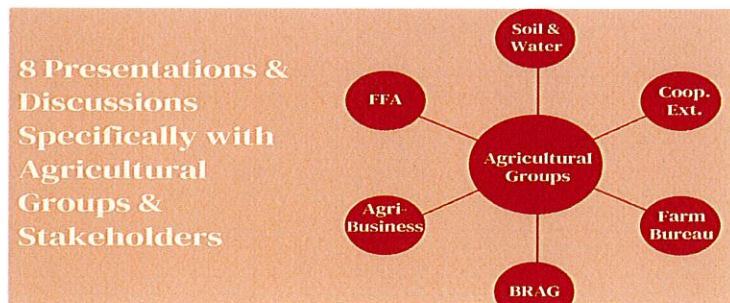 8 Presentations &
Discussions
Specifically with
Agricultural
Groups &
Stakeholders
Soil &
Water
FFA
Coop.
Ext.
Agricultural
Groups
Agri-
Business
Farm
Bureau
BRAG